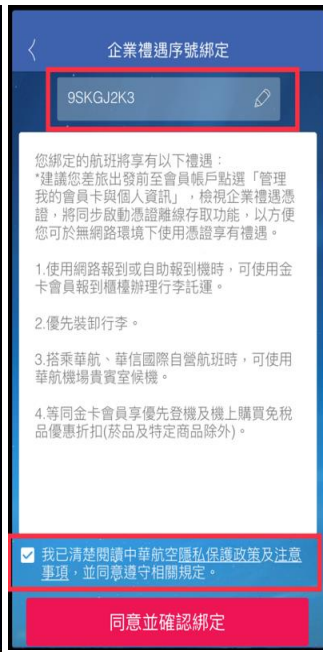 企業禮遇序號綁定
9SKGJ2K3
您綁定的航班將享有以下禮遇：
*建議您差旅出發前至會員帳戶點選「管理
我的會員卡與個人資訊」，檢視企業禮遇憑
證，將同步啟動憑證離線存取功能，以方便
您可於無網路環境下使用憑證享有禮遇。
1.使用網路報到或自助報到機時，可使用金
卡會員報到櫃檯辦理行李託運。
2.優先裝卸行李。
3.搭乘華航、華信國際自營航班時，可使用
華航機場貴賓室候機。
4.等同金卡會員享優先登機及機上購買免稅
品優惠折扣(菸品及特定商品除外)。
我已清楚閱讀中華航空隱私保護政策及注意
事項，並同意遵守相關規定。
同意並確認綁定